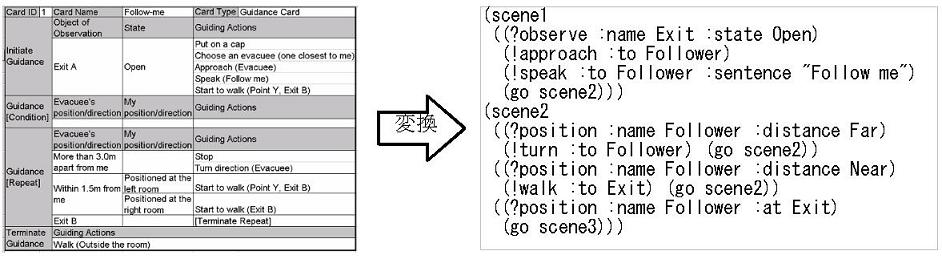 Card ID 1 Card Name Follow-me Card Type Guidance Card
Initiate Guidance
Object of Observation State Guiding Actions
Exit A Open
Put on a cap
Choose an evacuee (one closest to me)
Approach (Evacuee)
Speak (Follow me)
Start to walk (Point Y, Exit B)
Guidance [Condition]
Evacuee's position/direction My position/direction Guiding Actions
Guidance [Repeat]
Evacuee's position/direction My position/direction Guiding Actions
More than 3.0m apart from me
Stop
Turn direction (Evacuee)
Within 1.5m from me
Positioned at the left room Start to walk (Point Y, Exit B)
Positioned at the right room Start to walk (Exit B)
Exit B [Terminate Repeat]
Terminate Guidance
Guiding Actions
Walk (Outside the room)
変換
(scene1
((?observe :name Exit :state Open)
(!approach :to Follower)
(!speak :to Follower :sentence "Follow me")
(go scene2)))
(scene2
((?position :name Follower :distance Far)
(!turn :to Follower) (go scene2))
((?position :name Follower :distance Near)
(!walk :to Exit) (go scene2))
((?position :name Follower :at Exit)
(go scene3)))